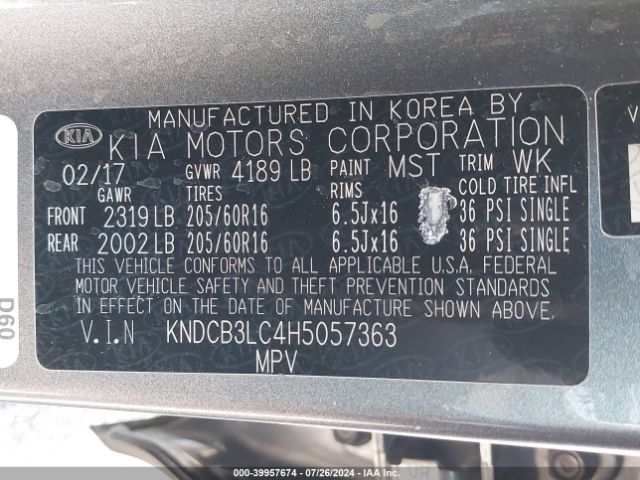 MANUFACTURED IN KOREA BY
KIA KIA MOTORS CORPORATION
02/17 GVWR 4189 LB PAINT MST TRIM WK
GAWR TIRES RIMS COLD TIRE INFL
FRONT 2319 LB 205/60R16 6.5Jx16 36 PSI SINGLE
REAR 2002 LB 205/60R16 6.5Jx16 36 PSI SINGLE
THIS VEHICLE CONFORMS TO ALL APPLICABLE U.S.A. FEDERAL
MOTOR VEHICLE SAFETY AND THEFT PREVENTION STANDARDS
IN EFFECT ON THE DATE OF MANUFACTURE SHOWN ABOVE.
V.I.N KNDCB3LC4H5057363
MPV
D60
V
000-39957674 | 07/26/2024 | IAA Inc.